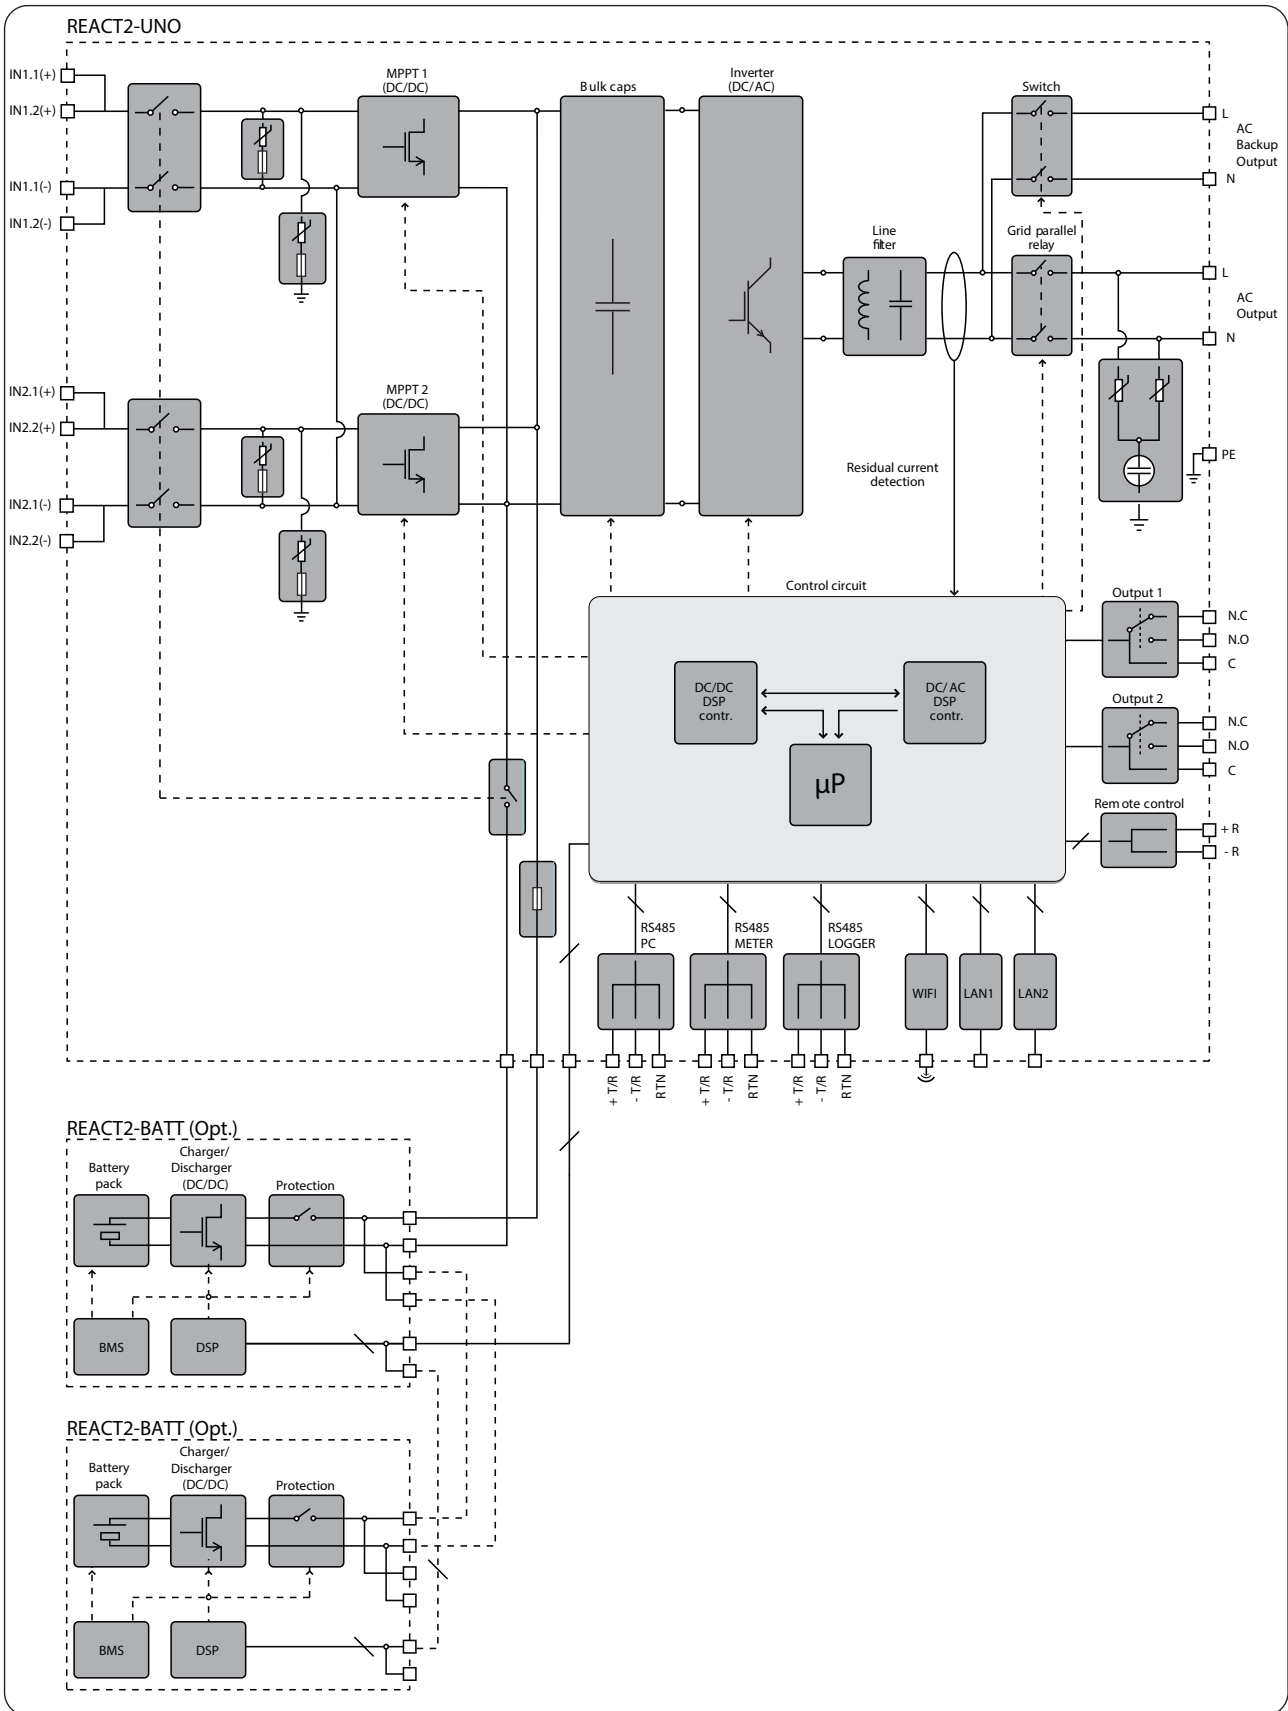 REACT2-UNO
IN1.1(+)
IN1.2(+)
IN1.1(-)
IN1.2(-)
MPPT 1
(DC/DC)
Bulk caps
Inverter
(DC/AC)
Switch
L
AC
Backup
Output
N
Line
filter
Grid parallel
relay
L
AC
Output
N
IN2.1(+)
IN2.2(+)
IN2.1(-)
IN2.2(-)
MPPT 2
(DC/DC)
Residual current
detection
PE
Control circuit
DC/DC
DSP
contr.
DC/AC
DSP
contr.
µP
Output 1
N.C
N.O
C
Output 2
N.C
N.O
C
Remote control
+ R
- R
RS485
PC
RS485
METER
RS485
LOGGER
WIFI
LAN1
LAN2
+ T/R
- T/R
RTN
+ T/R
- T/R
RTN
+ T/R
- T/R
RTN
REACT2-BATT (Opt.)
Battery
pack
Charger/
Discharger
(DC/DC)
Protection
BMS
DSP
REACT2-BATT (Opt.)
Battery
pack
Charger/
Discharger
(DC/DC)
Protection
BMS
DSP